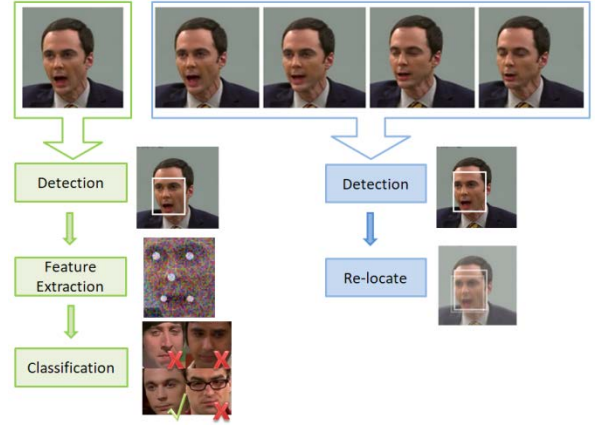 Detection
Feature
Extraction
Classification
Detection
Re-locate